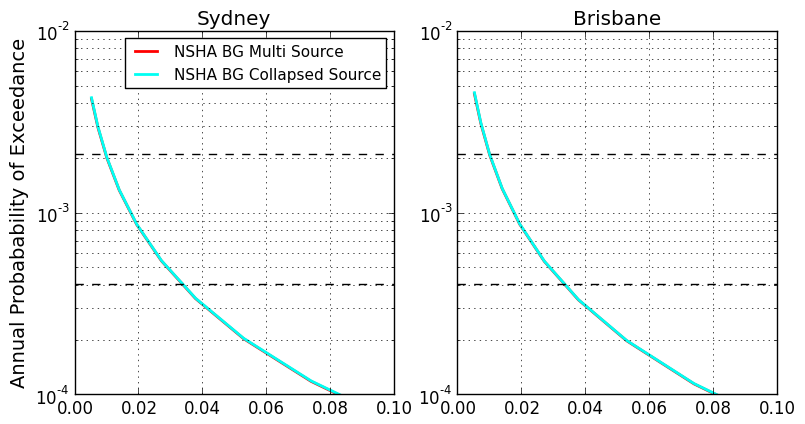 Sydney
Brisbane
NSHA BG Multi Source
NSHA BG Collapsed Source
Annual Probabability of Exceedance
10^-2
10^-3
10^-4
0.00 0.02 0.04 0.06 0.08 0.10
10^-2
10^-3
10^-4
0.00 0.02 0.04 0.06 0.08 0.10